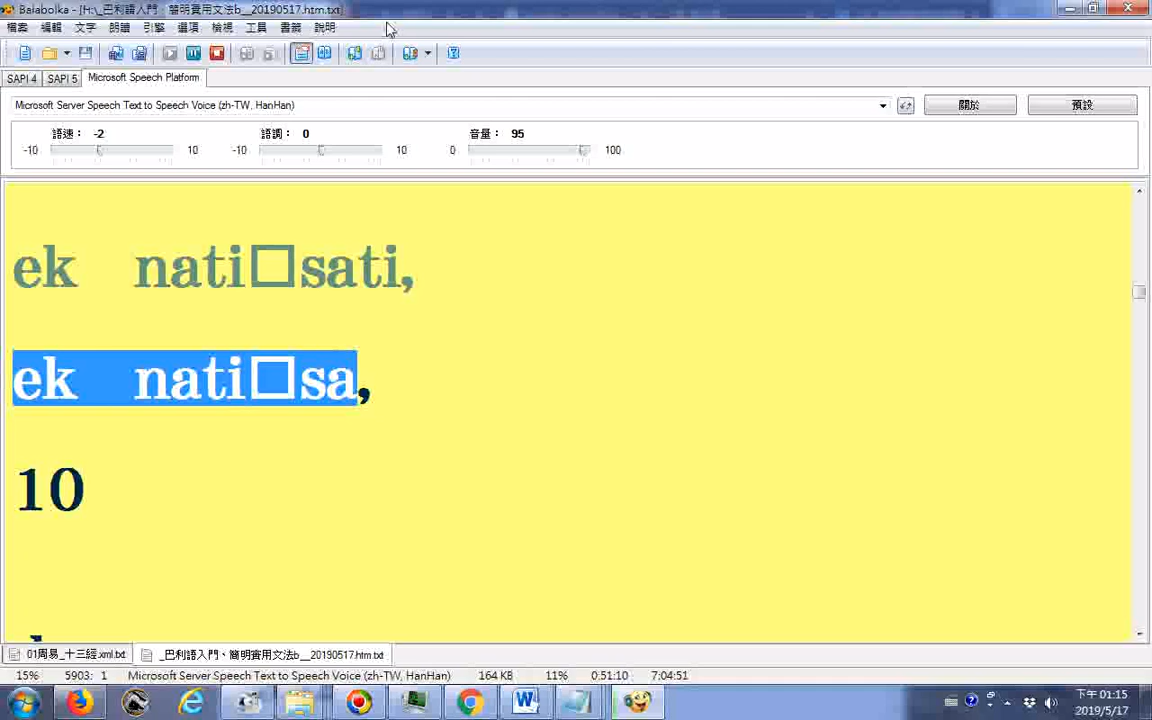 Balabolka - [H:\_巴利語入門、簡明實用文法b__20190517.htm.txt]
檔案 編輯 文字 朗讀 引擎 選項 檢視 工具 書籤 說明
SAPI 4 SAPI 5 Microsoft Speech Platform
Microsoft Server Speech Text to Speech Voice (zh-TW, HanHan) 關於 預設
語速： -2 語調： 0 音量： 95
-10 10 -10 10 0 100
ek nati□sati,
ek nati□sa,
10
01周易_十三經.xml.txt _巴利語入門、簡明實用文法b__20190517.htm.txt
15% 5903: 1 Microsoft Server Speech Text to Speech Voice (zh-TW, HanHan) 164 KB 11% 0:51:10 7:04:51
下午 01:15
2019/5/17